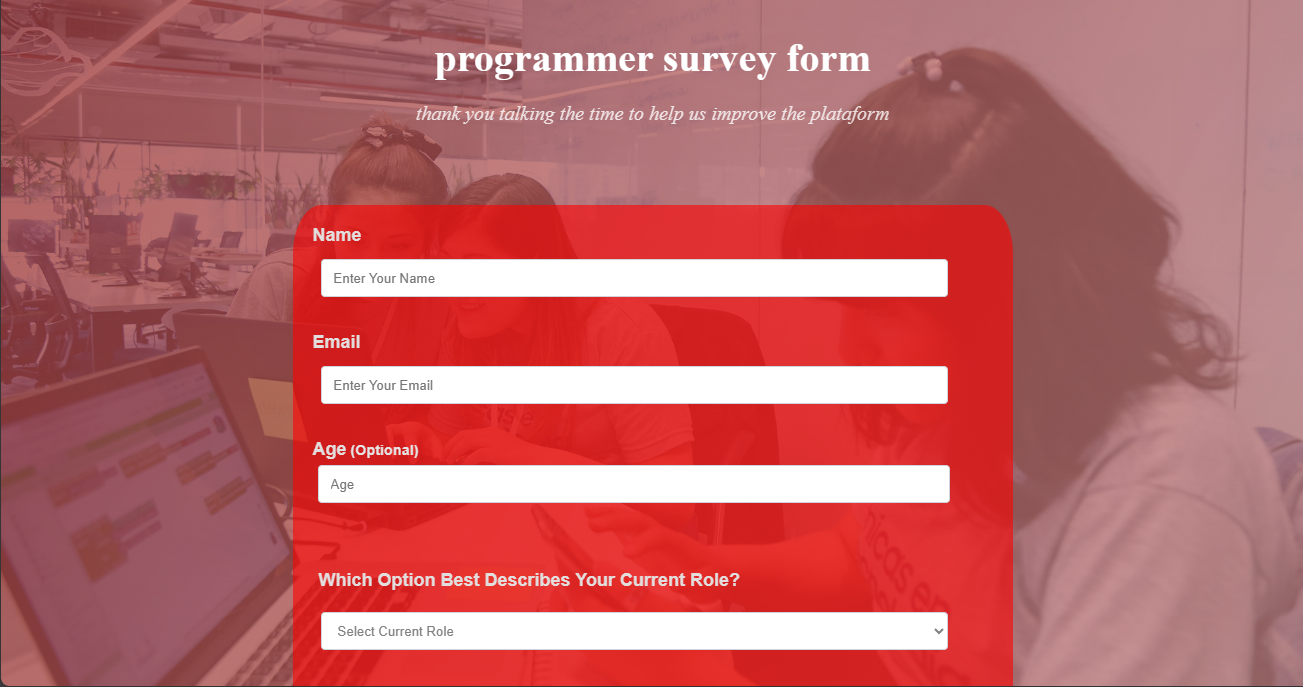 programmer survey form
thank you talking the time to help us improve the plataform
Name
Enter Your Name
Email
Enter Your Email
Age (Optional)
Age
Which Option Best Describes Your Current Role?
Select Current Role